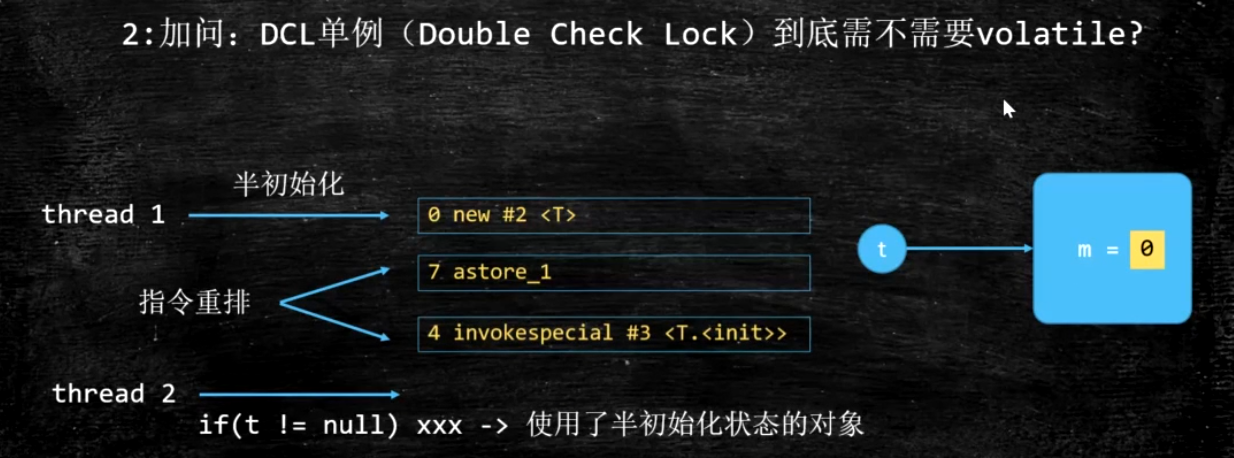 2:加问：DCL单例（Double Check Lock）到底需不需要volatile?
半初始化
thread 1
0 new #2 <T>
t
m = 0
7 astore_1
指令重排
4 invokespecial #3 <T.<init>>
thread 2
if(t != null) xxx -> 使用了半初始化状态的对象